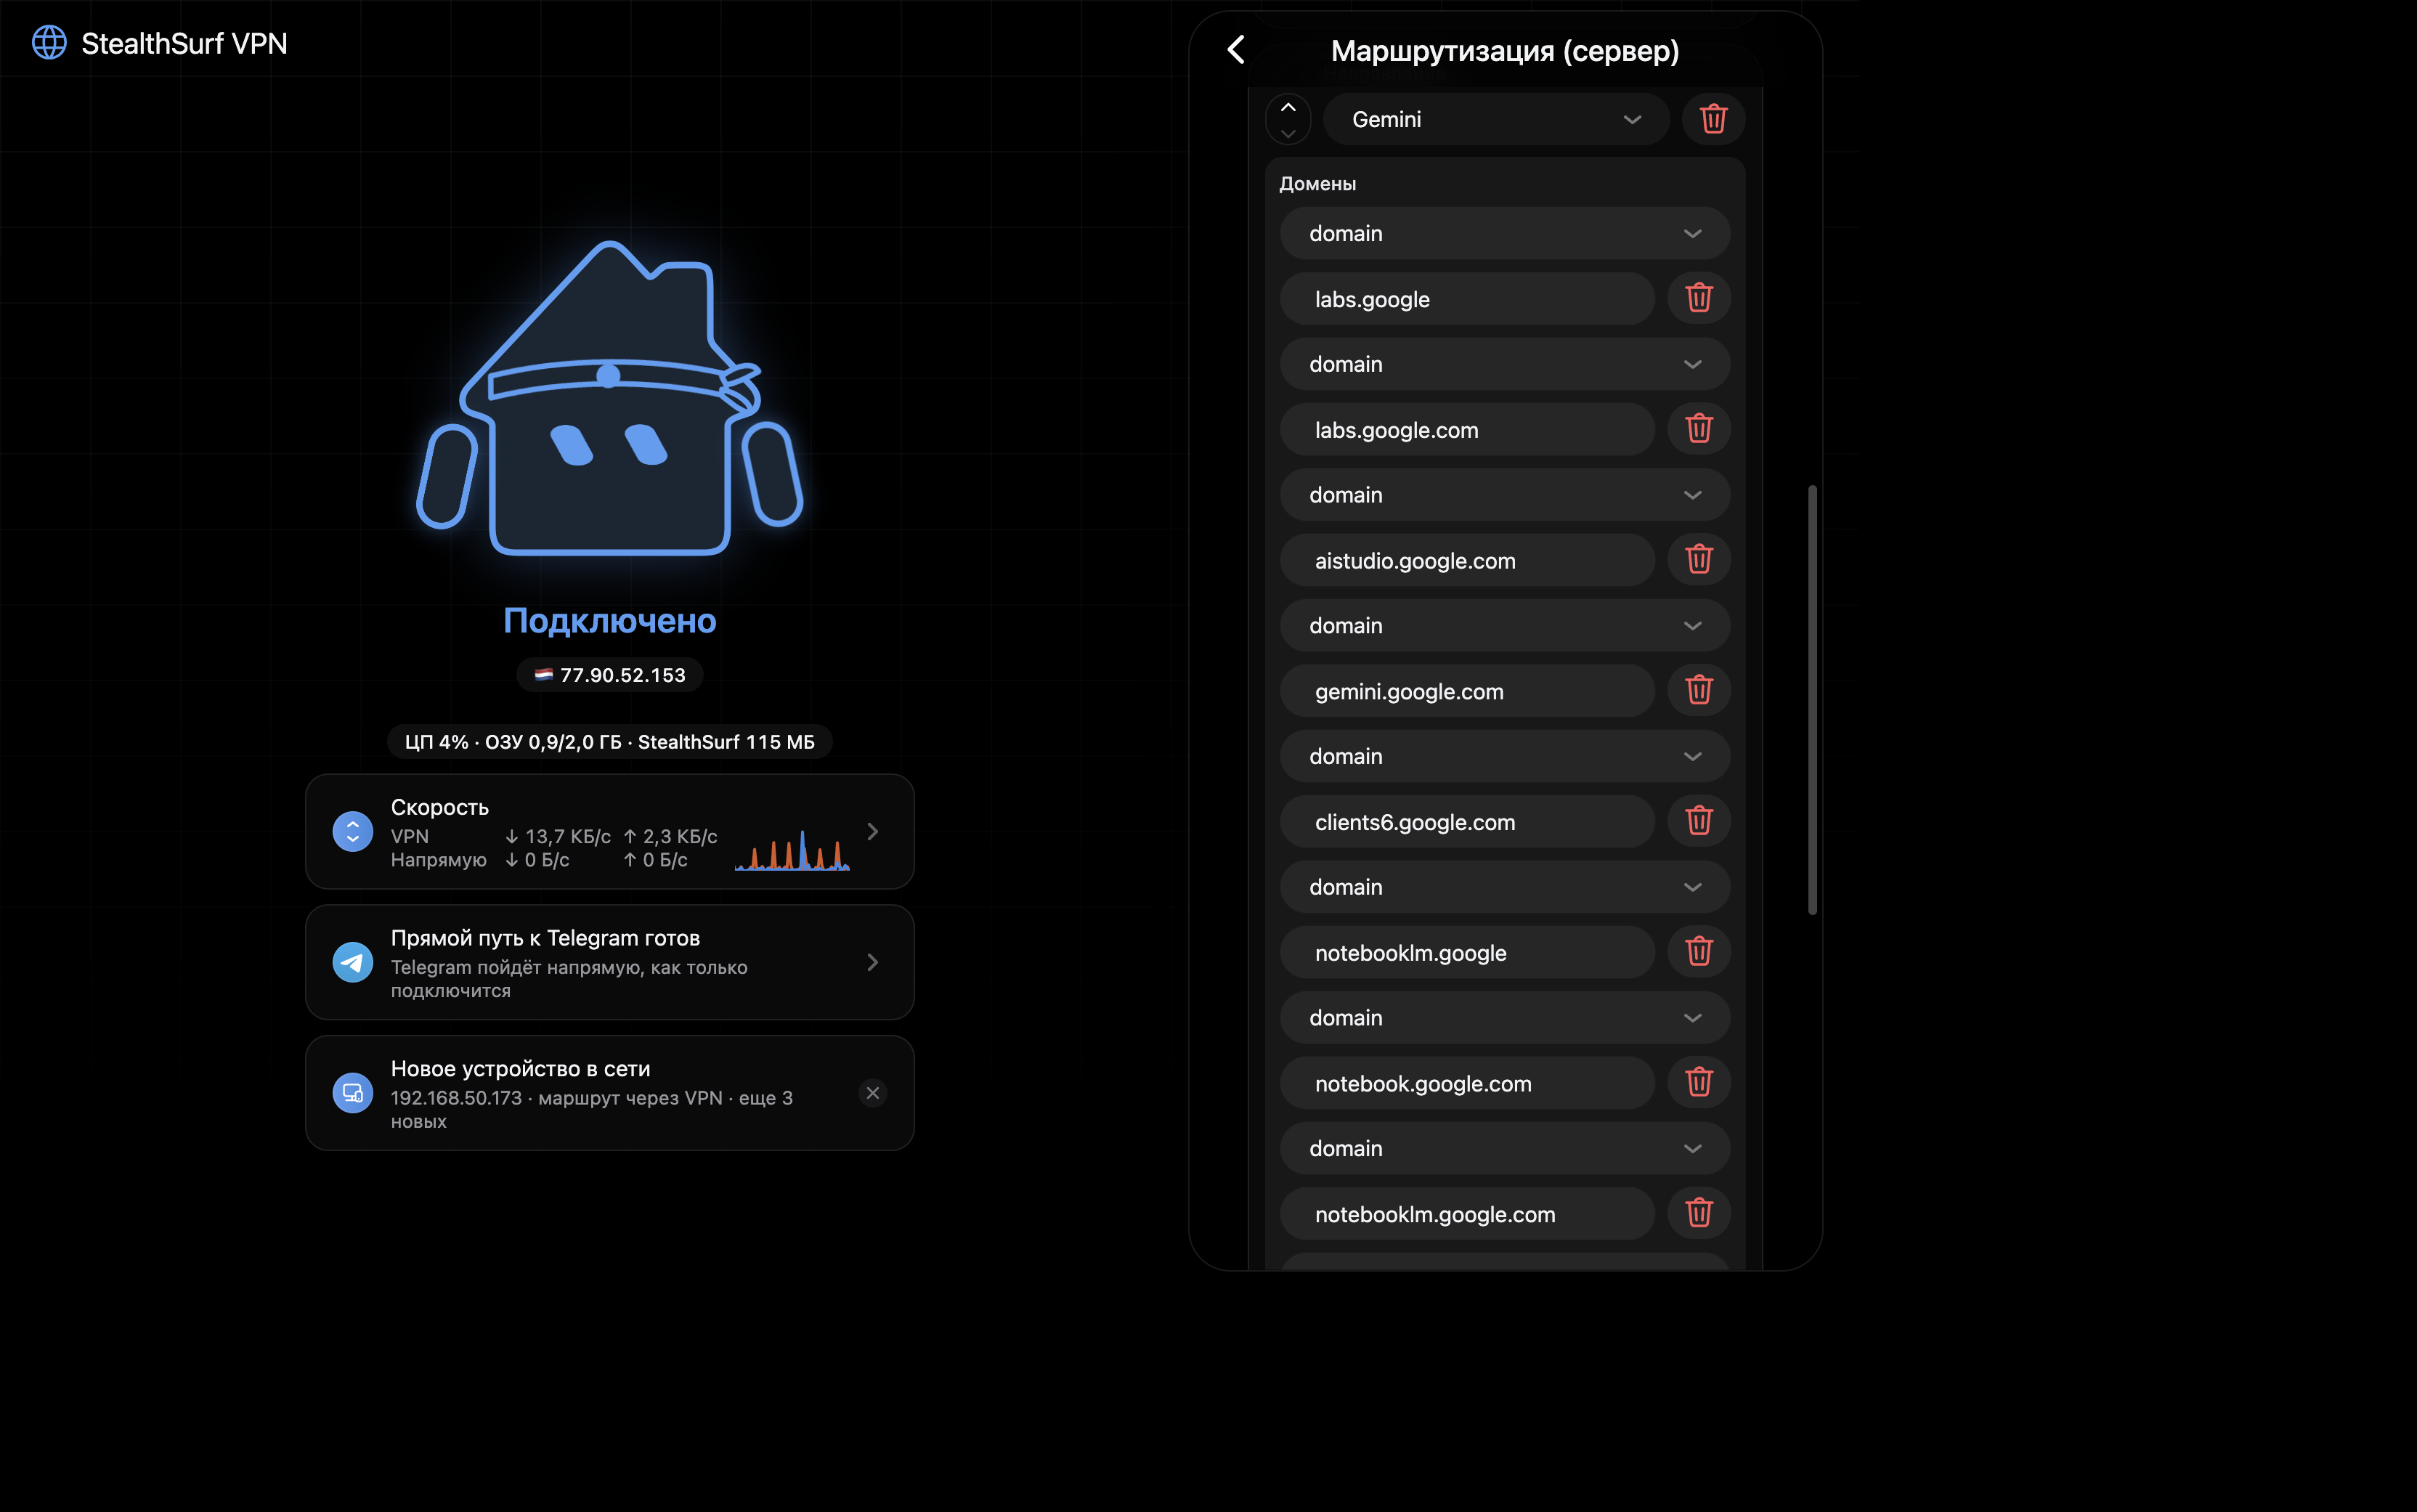 StealthSurf VPN
Подключено
77.90.52.153
ЦП 4% · ОЗУ 0,9/2,0 ГБ · StealthSurf 115 МБ
Скорость
VPN ↓ 13,7 КБ/с ↑ 2,3 КБ/с
Напрямую ↓ 0 Б/с ↑ 0 Б/с
Прямой путь к Telegram готов
Telegram пойдёт напрямую, как только
подключится
Новое устройство в сети
192.168.50.173 · маршрут через VPN · еще 3
новых
Маршрутизация (сервер)
Gemini
Домены
domain
labs.google
domain
labs.google.com
domain
aistudio.google.com
domain
gemini.google.com
domain
clients6.google.com
domain
notebooklm.google
domain
notebook.google.com
domain
notebooklm.google.com